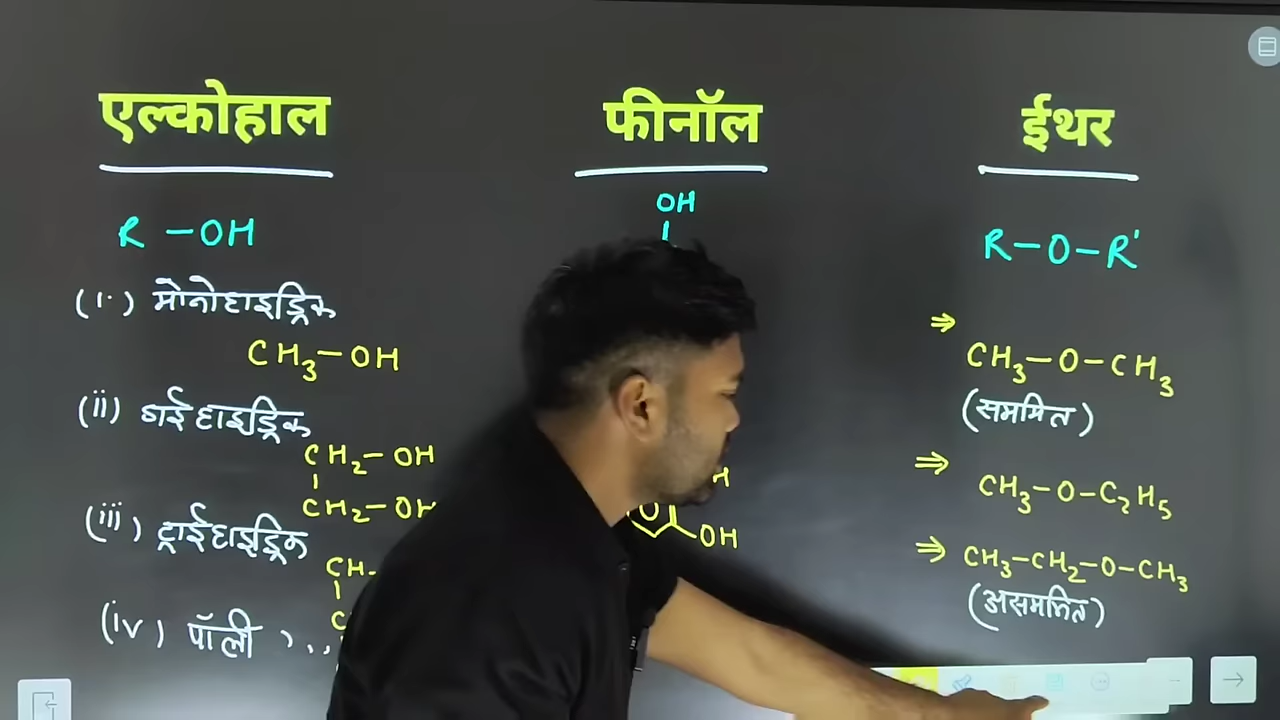 एल्कोहाल
R-OH
(i) मोनोहाइड्रिक
CH₃-OH
(ii) डाईहाइड्रिक
CH₂-OH
CH₂-OH
(iii) ट्राईहाइड्रिक
CH-
(iv) पॉली ,..
फीनॉल
OH
OH
ईथर
R-O-R'
⇒
CH₃-O-CH₃
(सममित)
⇒ CH₃-O-C₂H₅
⇒ CH₃-CH₂-O-CH₃
(असममित)